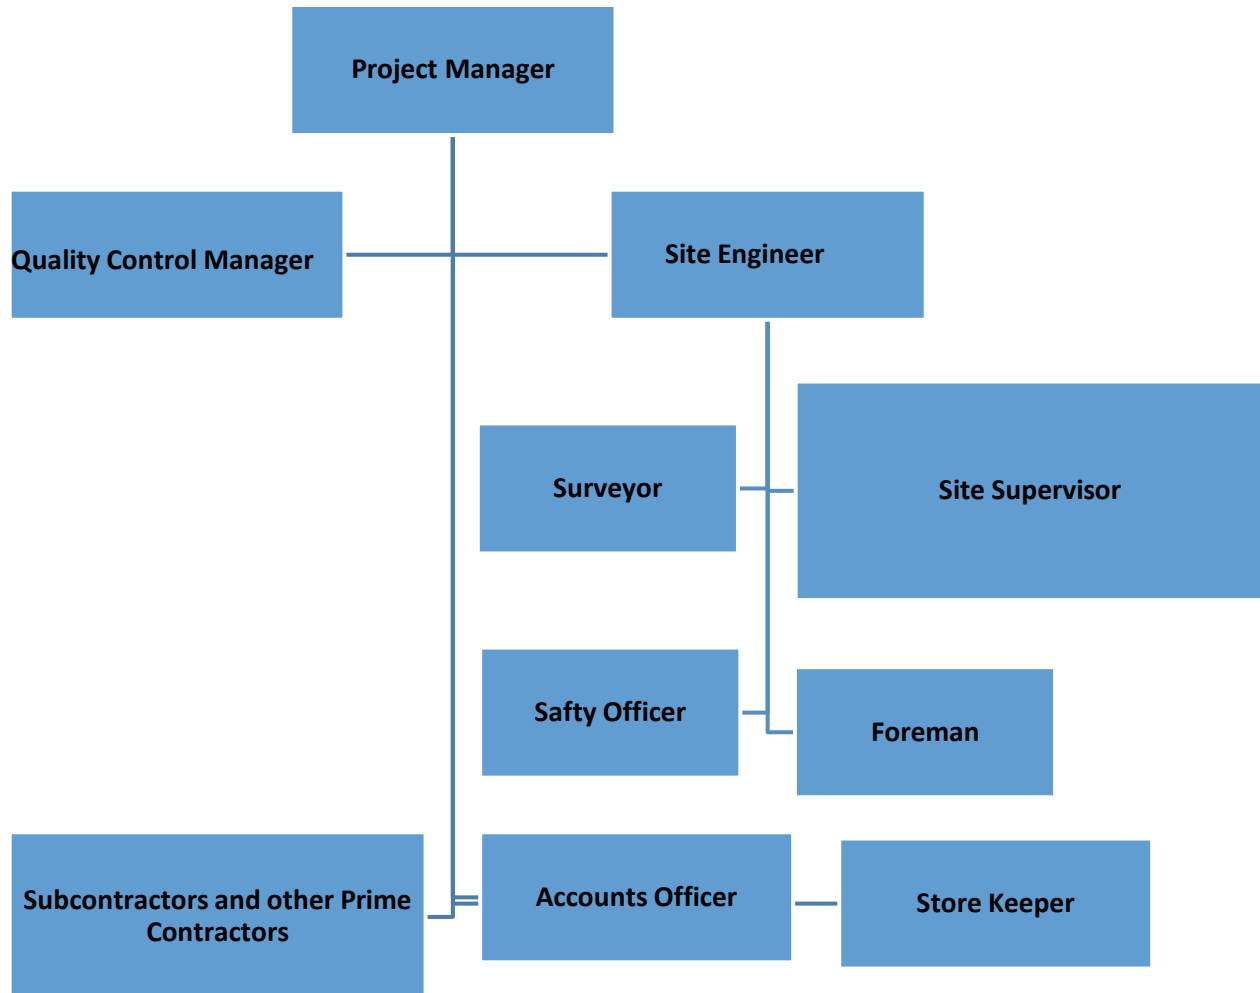 Project Manager
Quality Control Manager
Site Engineer
Surveyor
Site Supervisor
Safty Officer
Foreman
Subcontractors and other Prime
Contractors
Accounts Officer
Store Keeper